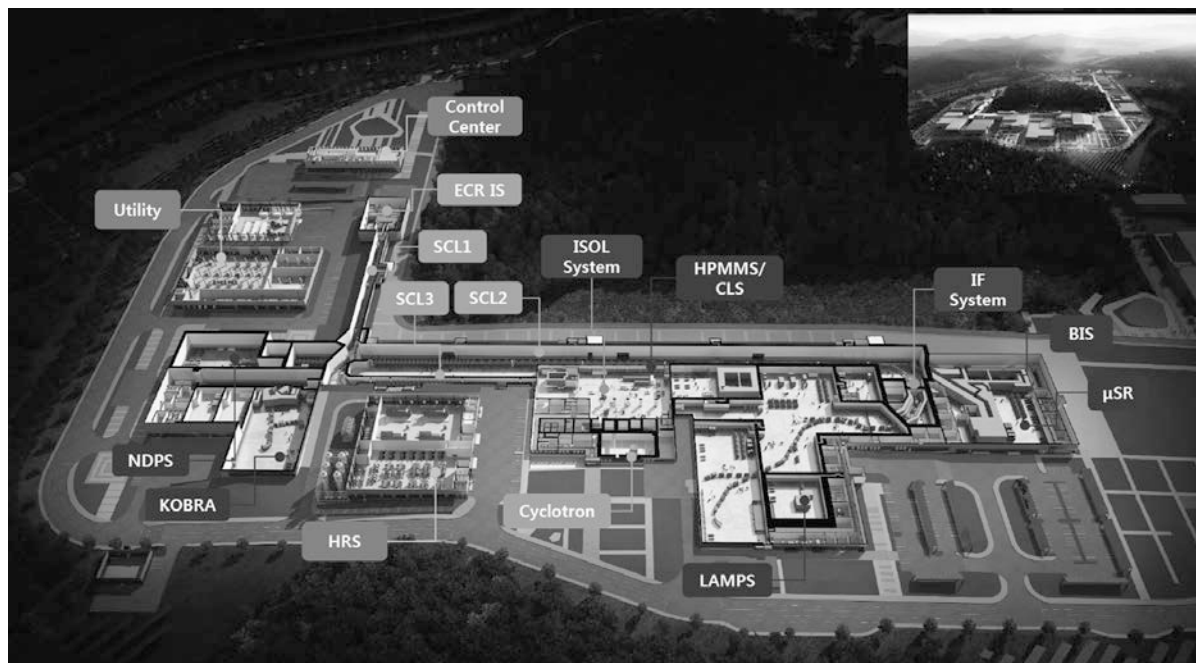 Control
Center
ECR IS
Utility
SCL1
ISOL
System
HPMMS/
CLS
IF
System
SCL3
SCL2
BIS
μSR
NDPS
KOBRA
Cyclotron
HRS
LAMPS